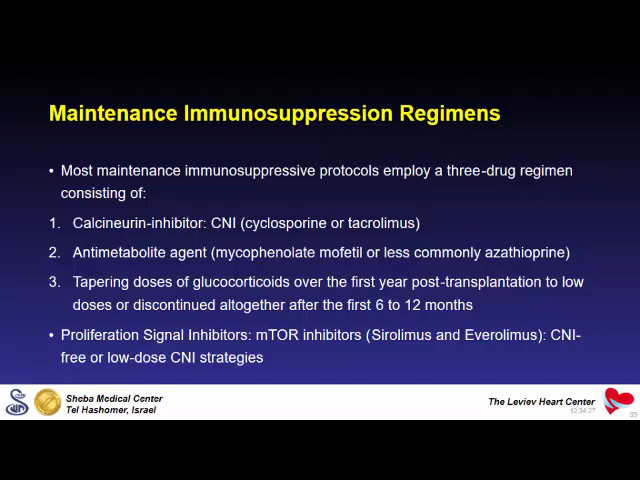 Maintenance Immunosuppression Regimens
• Most maintenance immunosuppressive protocols employ a three-drug regimen
consisting of:
1. Calcineurin-inhibitor: CNI (cyclosporine or tacrolimus)
2. Antimetabolite agent (mycophenolate mofetil or less commonly azathioprine)
3. Tapering doses of glucocorticoids over the first year post-transplantation to low
doses or discontinued altogether after the first 6 to 12 months
• Proliferation Signal Inhibitors: mTOR inhibitors (Sirolimus and Everolimus): CNI-
free or low-dose CNI strategies
Sheba Medical Center
Tel Hashomer, Israel
The Leviev Heart Center
12:34:27
35